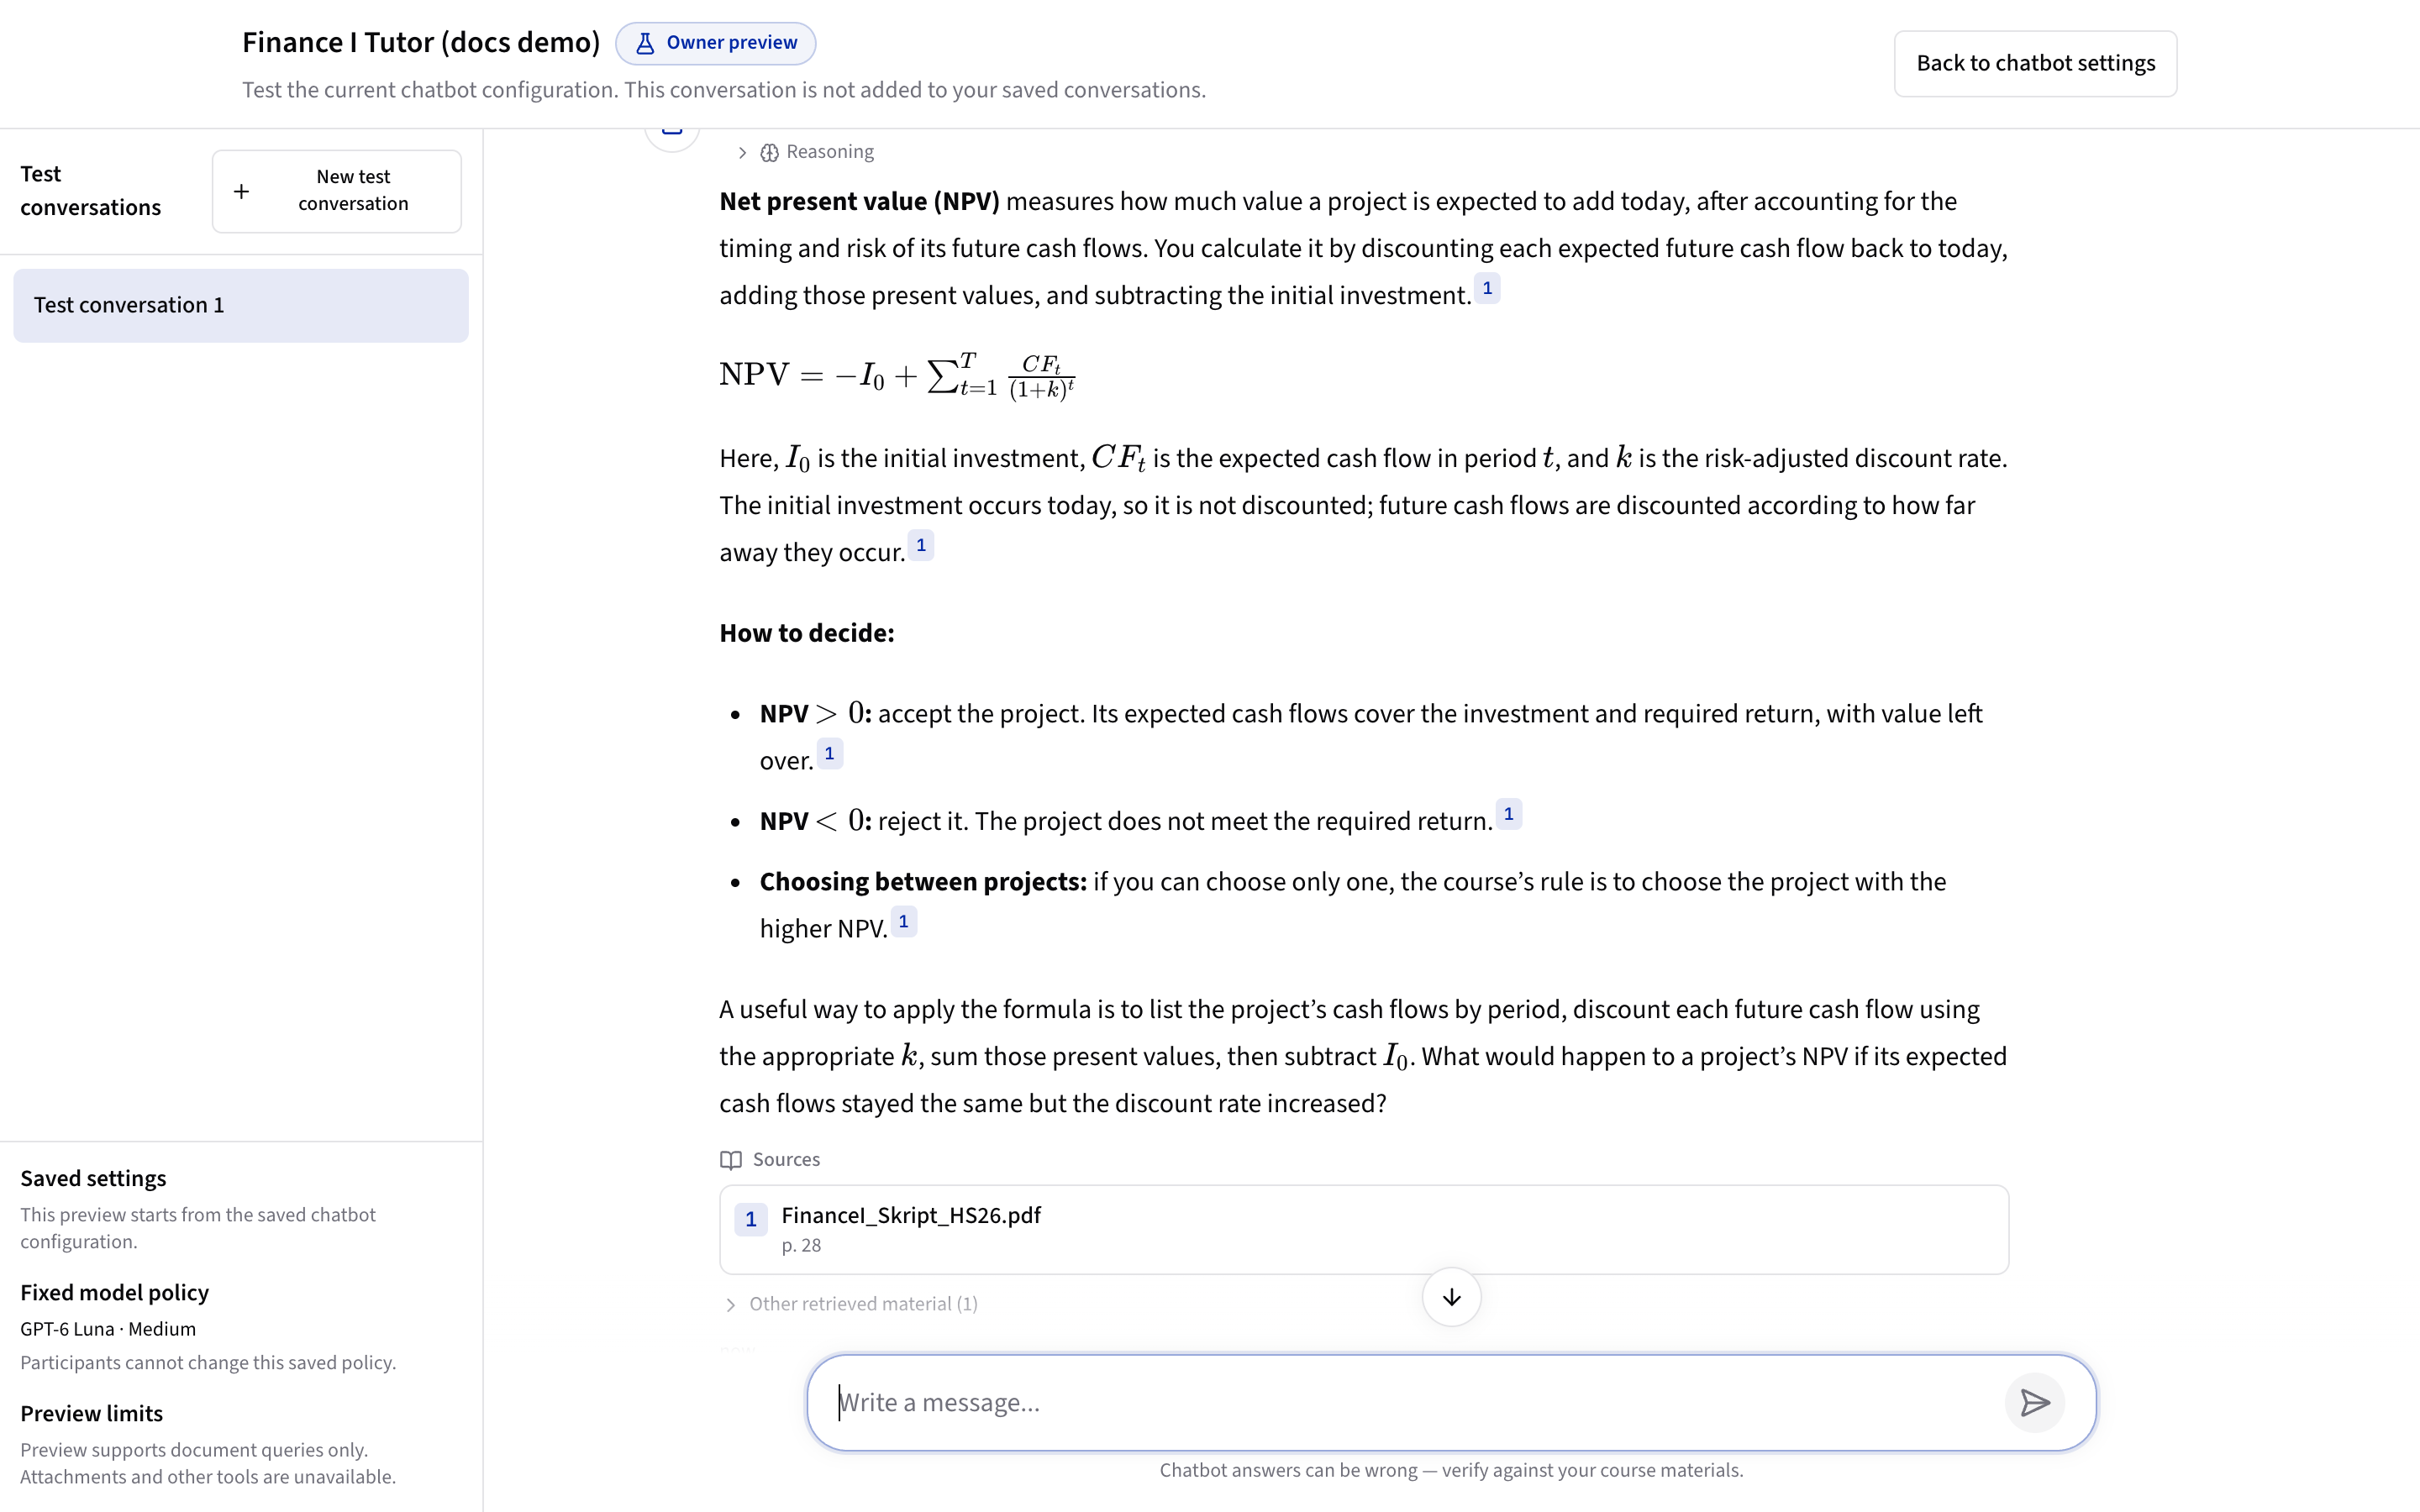 Finance I Tutor (docs demo)
Owner preview
Test the current chatbot configuration. This conversation is not added to your saved conversations.
Back to chatbot settings
Test
conversations
+ New test
conversation
Test conversation 1
Saved settings
This preview starts from the saved chatbot
configuration.
Fixed model policy
GPT-6 Luna · Medium
Participants cannot change this saved policy.
Preview limits
Preview supports document queries only.
Attachments and other tools are unavailable.
Reasoning
Net present value (NPV) measures how much value a project is expected to add today, after accounting for the
timing and risk of its future cash flows. You calculate it by discounting each expected future cash flow back to today,
adding those present values, and subtracting the initial investment. 1
NPV = −I₀ + ∑_{t=1}^{T} CF_t/(1+k)^t
Here, I₀ is the initial investment, CF_t is the expected cash flow in period t, and k is the risk-adjusted discount rate.
The initial investment occurs today, so it is not discounted; future cash flows are discounted according to how far
away they occur. 1
How to decide:
• NPV > 0: accept the project. Its expected cash flows cover the investment and required return, with value left
over. 1
• NPV < 0: reject it. The project does not meet the required return. 1
• Choosing between projects: if you can choose only one, the course’s rule is to choose the project with the
higher NPV. 1
A useful way to apply the formula is to list the project’s cash flows by period, discount each future cash flow using
the appropriate k, sum those present values, then subtract I₀. What would happen to a project’s NPV if its expected
cash flows stayed the same but the discount rate increased?
Sources
1 FinanceI_Skript_HS26.pdf
p. 28
Other retrieved material (1)
Write a message...
Chatbot answers can be wrong — verify against your course materials.